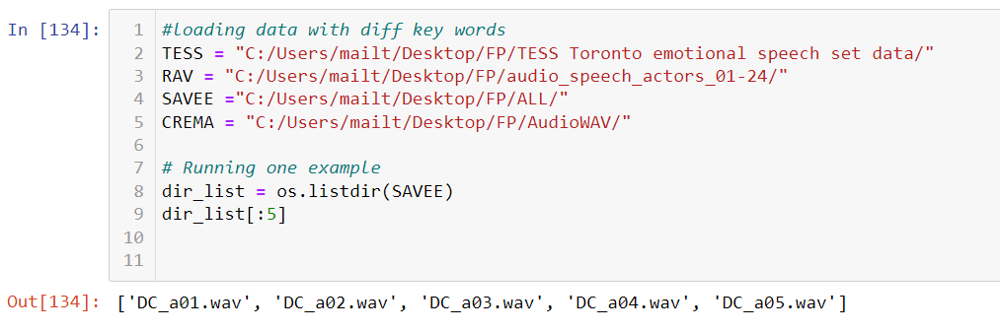 In [134]:
1 #loading data with diff key words
2 TESS = "C:/Users/mailt/Desktop/FP/TESS Toronto emotional speech set data/"
3 RAV = "C:/Users/mailt/Desktop/FP/audio_speech_actors_01-24/"
4 SAVEE ="C:/Users/mailt/Desktop/FP/ALL/"
5 CREMA = "C:/Users/mailt/Desktop/FP/AudioWAV/"
6
7 # Running one example
8 dir_list = os.listdir(SAVEE)
9 dir_list[:5]
10
11
Out[134]: ['DC_a01.wav', 'DC_a02.wav', 'DC_a03.wav', 'DC_a04.wav', 'DC_a05.wav']